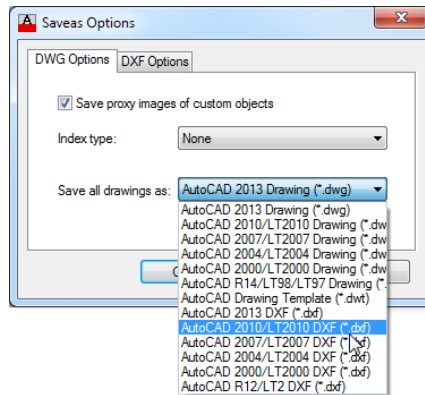 Saveas Options
DWG Options DXF Options
Save proxy images of custom objects
Index type: None
Save all drawings as: AutoCAD 2013 Drawing (*.dwg)
AutoCAD 2013 Drawing (*.dwg)
AutoCAD 2010/LT2010 Drawing (*.dw
AutoCAD 2007/LT2007 Drawing (*.dw
AutoCAD 2004/LT2004 Drawing (*.dw
AutoCAD 2000/LT2000 Drawing (*.dw
AutoCAD R14/LT98/LT97 Drawing (*.
AutoCAD Drawing Template (*.dwt)
AutoCAD 2013 DXF (*.dxf)
AutoCAD 2010/LT2010 DXF (*.dxf)
AutoCAD 2007/LT2007 DXF (*.dxf)
AutoCAD 2004/LT2004 DXF (*.dxf)
AutoCAD 2000/LT2000 DXF (*.dxf)
AutoCAD R12/LT2 DXF (*.dxf)